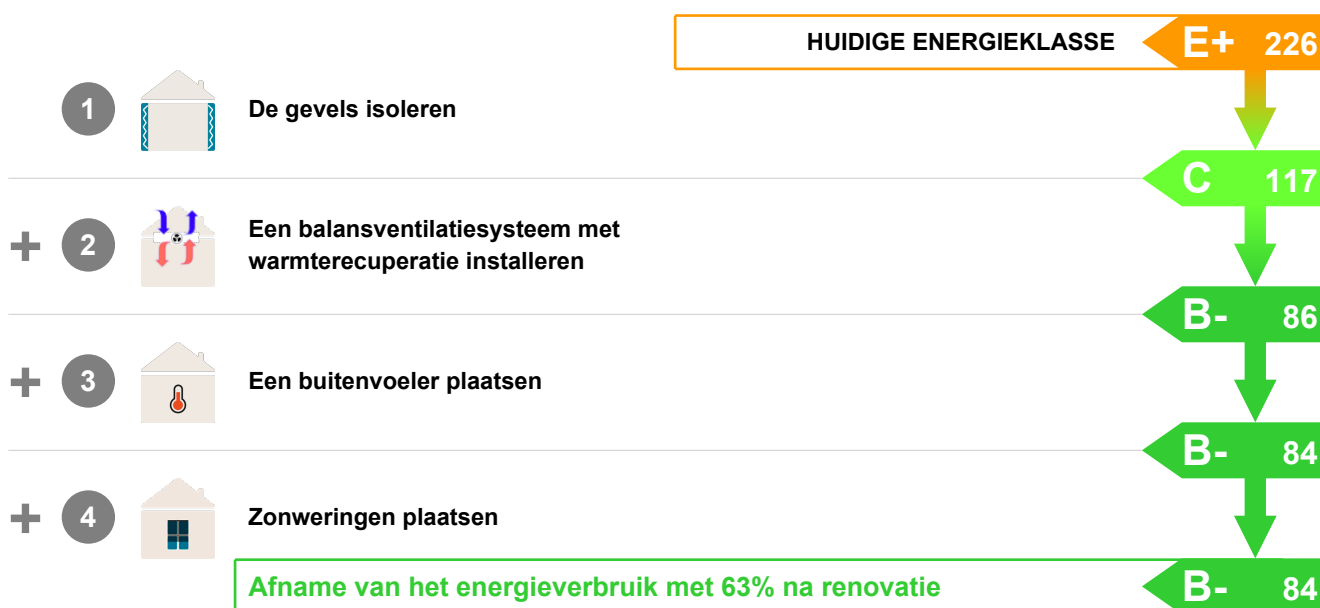 HUIDIGE ENERGIEKLASSE E+ 226
1 De gevels isoleren
C 117
+ 2 Een balansventilatiesysteem met
warmterecuperatie installeren
B- 86
+ 3 Een buitenvoeler plaatsen
B- 84
+ 4 Zonweringen plaatsen
Afname van het energieverbruik met 63% na renovatie B- 84